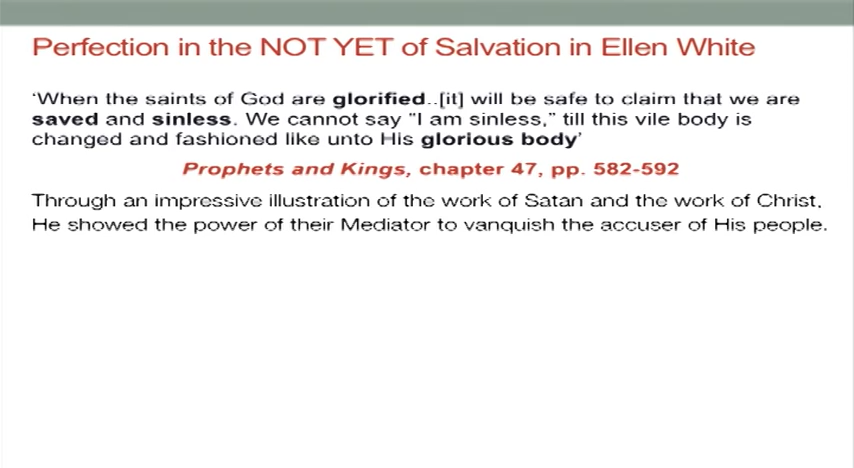 Perfection in the NOT YET of Salvation in Ellen White
‘When the saints of God are glorified..[it] will be safe to claim that we are
saved and sinless. We cannot say “I am sinless,” till this vile body is
changed and fashioned like unto His glorious body’
Prophets and Kings, chapter 47, pp. 582-592
Through an impressive illustration of the work of Satan and the work of Christ,
He showed the power of their Mediator to vanquish the accuser of His people.